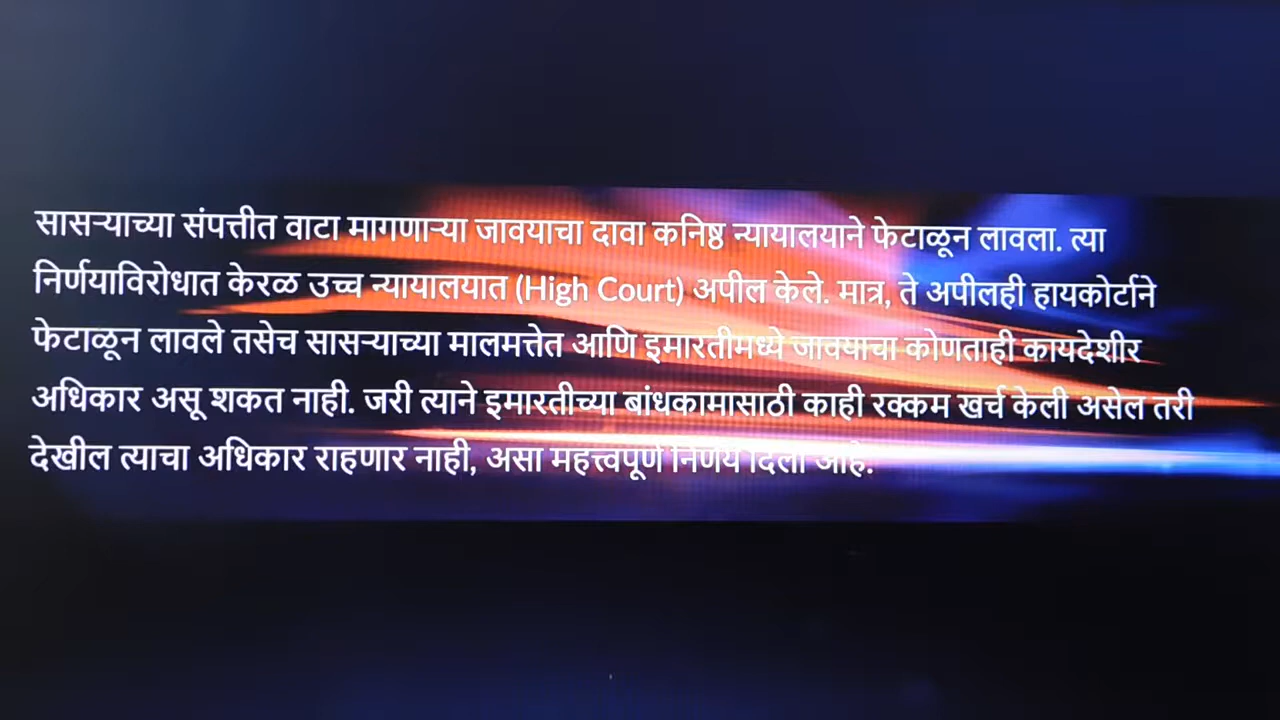 सासऱ्याच्या संपत्तीत वाटा मागणाऱ्या जावयाचा दावा कनिष्ठ न्यायालयाने फेटाळून लावला. त्या
निर्णयाविरोधात केरळ उच्च न्यायालयात (High Court) अपील केले. मात्र, ते अपीलही हायकोर्टाने
फेटाळून लावले तसेच सासऱ्याच्या मालमत्तेत आणि इमारतीमध्ये जावयाचा कोणताही कायदेशीर
अधिकार असू शकत नाही. जरी त्याने इमारतीच्या बांधकामासाठी काही रक्कम खर्च केली असेल तरी
देखील त्याचा अधिकार राहणार नाही, असा महत्त्वपूर्ण निर्णय दिला आहे.